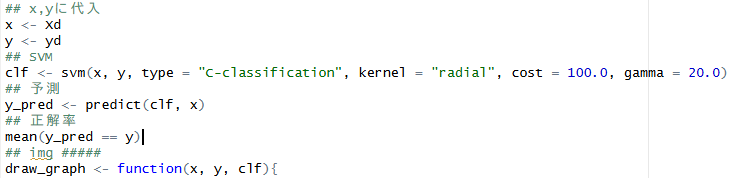 ## x,yに代入
x <- Xd
y <- yd
## SVM
clf <- svm(x, y, type = "C-classification", kernel = "radial", cost = 100.0, gamma = 20.0)
## 予測
y_pred <- predict(clf, x)
## 正解率
mean(y_pred == y)
## img #####
draw_graph <- function(x, y, clf){